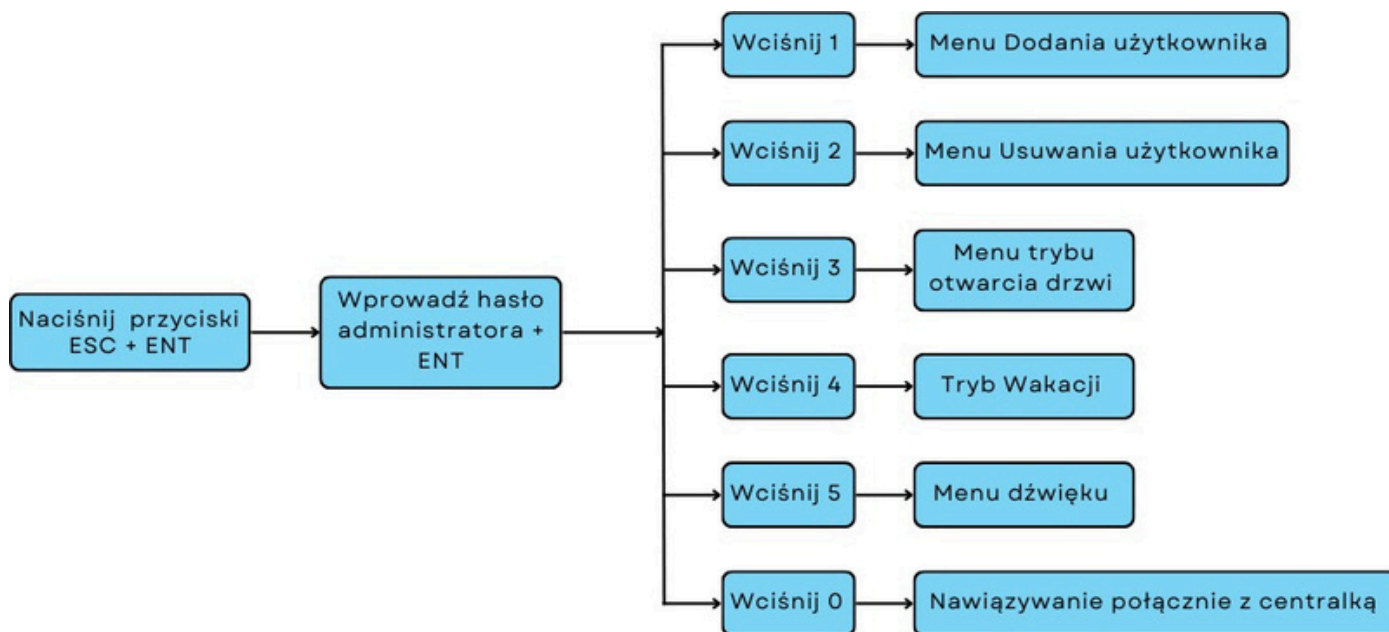 Naciśnij przyciski
ESC + ENT
Wprowadź hasło
administratora +
ENT
Wciśnij 1
Menu Dodania użytkownika
Wciśnij 2
Menu Usuwania użytkownika
Wciśnij 3
Menu trybu
otwarcia drzwi
Wciśnij 4
Tryb Wakacji
Wciśnij 5
Menu dźwięku
Wciśnij 0
Nawiązywanie połącznie z centralką